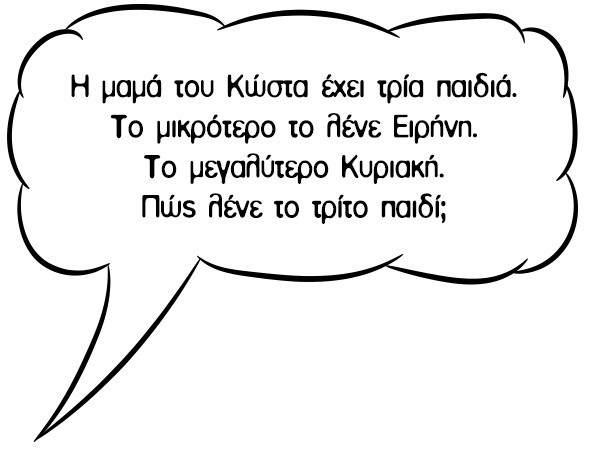 Η μαμά του Κώστα έχει τρία παιδιά.
Το μικρότερο το λένε Ειρήνη.
Το μεγαλύτερο Κυριακή.
Πώς λένε το τρίτο παιδί;